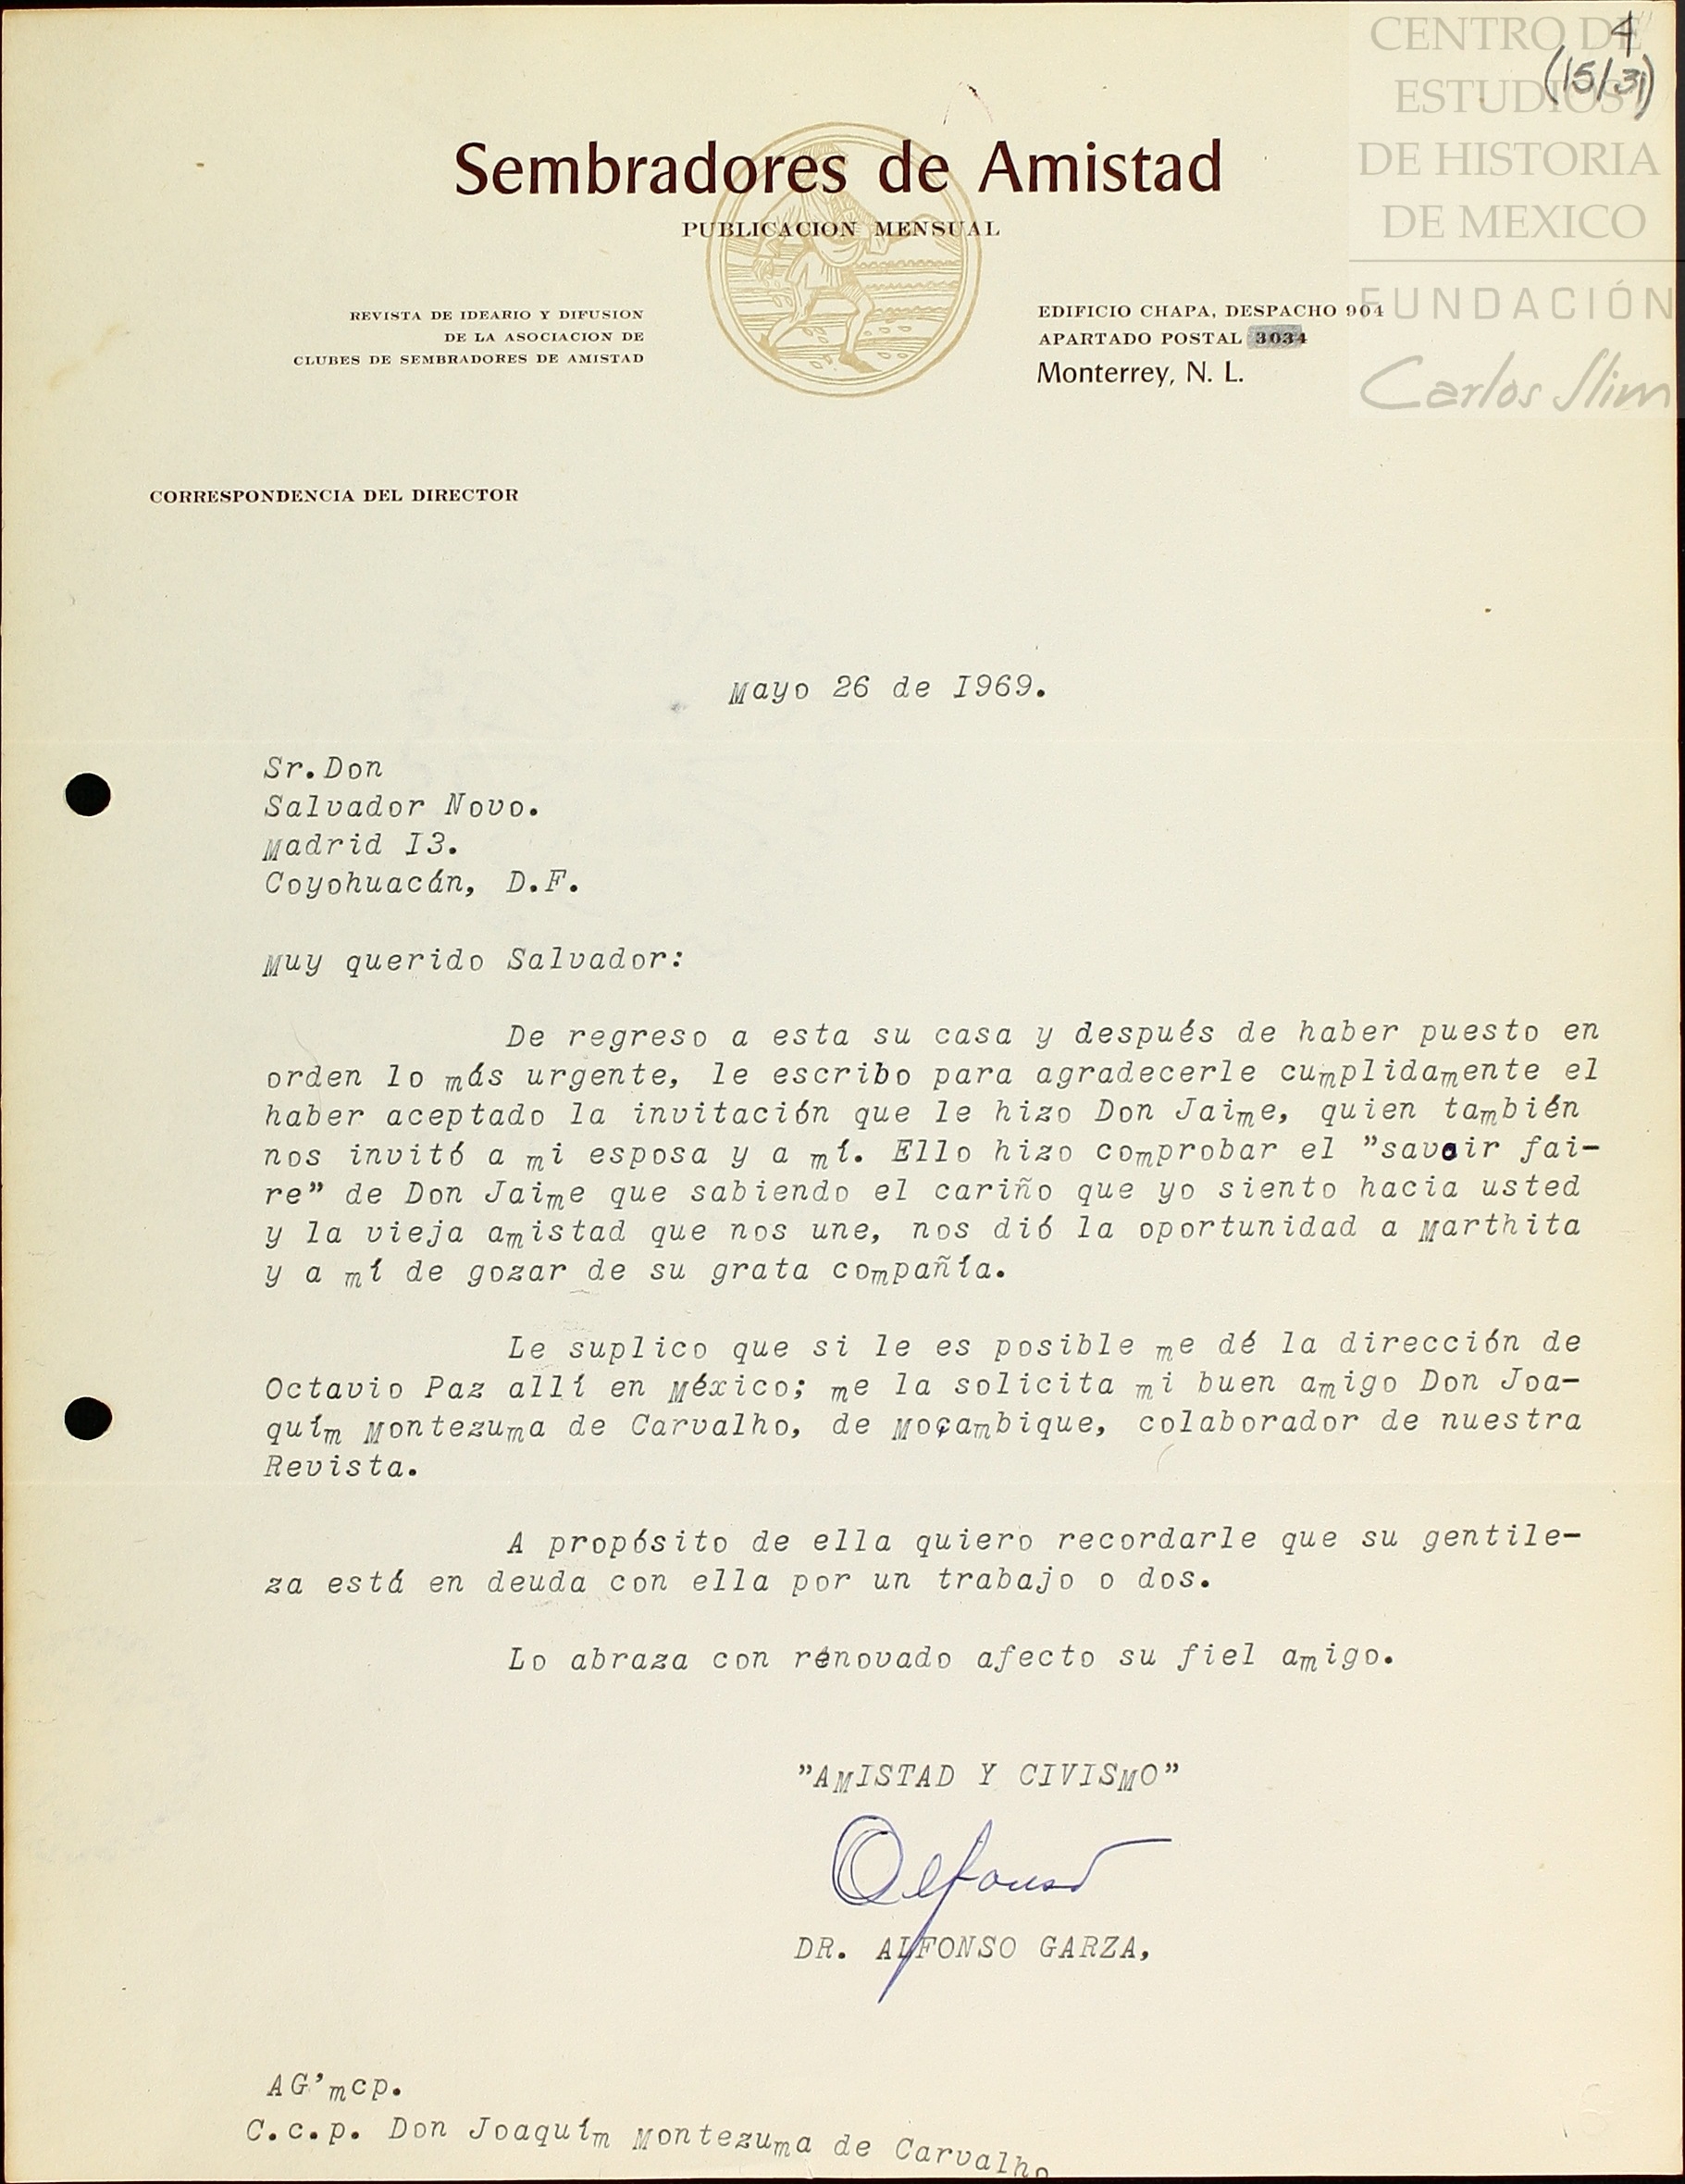 4
(15/31)
CENTRO DE
ESTUDIOS
DE HISTORIA
DE MEXICO
FUNDACIÓN
Carlos Slim
Sembradores de Amistad
PUBLICACION MENSUAL
REVISTA DE IDEARIO Y DIFUSION
DE LA ASOCIACION DE
CLUBES DE SEMBRADORES DE AMISTAD
EDIFICIO CHAPA, DESPACHO 904
APARTADO POSTAL 3034
Monterrey, N. L.
CORRESPONDENCIA DEL DIRECTOR
Mayo 26 de I969.
Sr.Don
Salvador Novo.
Madrid I3.
Coyohuacán, D.F.
Muy querido Salvador:
De regreso a esta su casa y después de haber puesto en
orden lo más urgente, le escribo para agradecerle cumplidamente el
haber aceptado la invitación que le hizo Don Jaime, quien también
nos invitó a mi esposa y a mí. Ello hizo comprobar el "savoir fai-
re" de Don Jaime que sabiendo el cariño que yo siento hacia usted
y la vieja amistad que nos une, nos dió la oportunidad a Marthita
y a mí de gozar de su grata compañía.
Le suplico que si le es posible me dé la dirección de
Octavio Paz allí en México; me la solicita mi buen amigo Don Joa-
quím Montezuma de Carvalho, de Moçambique, colaborador de nuestra
Revista.
A propósito de ella quiero recordarle que su gentile-
za está en deuda con ella por un trabajo o dos.
Lo abraza con renovado afecto su fiel amigo.
"AMISTAD Y CIVISMO"
Alfonso
DR. ALFONSO GARZA,
AG'mcp.
C.c.p. Don Joaquím Montezuma de Carvalho